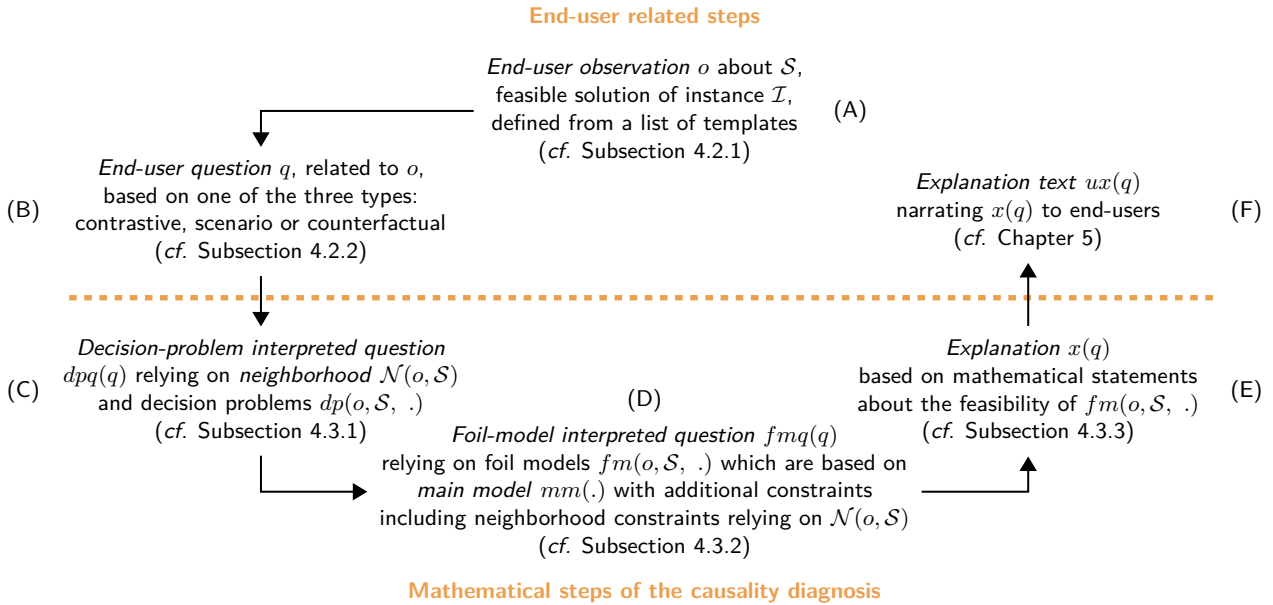 End-user related steps
End-user observation o about 𝒮,
feasible solution of instance ℐ,
defined from a list of templates
(cf. Subsection 4.2.1)
(A)
End-user question q, related to o,
based on one of the three types:
contrastive, scenario or counterfactual
(cf. Subsection 4.2.2)
(B)
Explanation text ux(q)
narrating x(q) to end-users
(cf. Chapter 5)
(F)
Decision-problem interpreted question
dpq(q) relying on neighborhood 𝒩(o, 𝒮)
and decision problems dp(o, 𝒮, .)
(cf. Subsection 4.3.1)
(C)
(D)
Foil-model interpreted question fmq(q)
relying on foil models fm(o, 𝒮, .) which are based on
main model mm(.) with additional constraints
including neighborhood constraints relying on 𝒩(o, 𝒮)
(cf. Subsection 4.3.2)
Explanation x(q)
based on mathematical statements
about the feasibility of fm(o, 𝒮, .)
(cf. Subsection 4.3.3)
(E)
Mathematical steps of the causality diagnosis